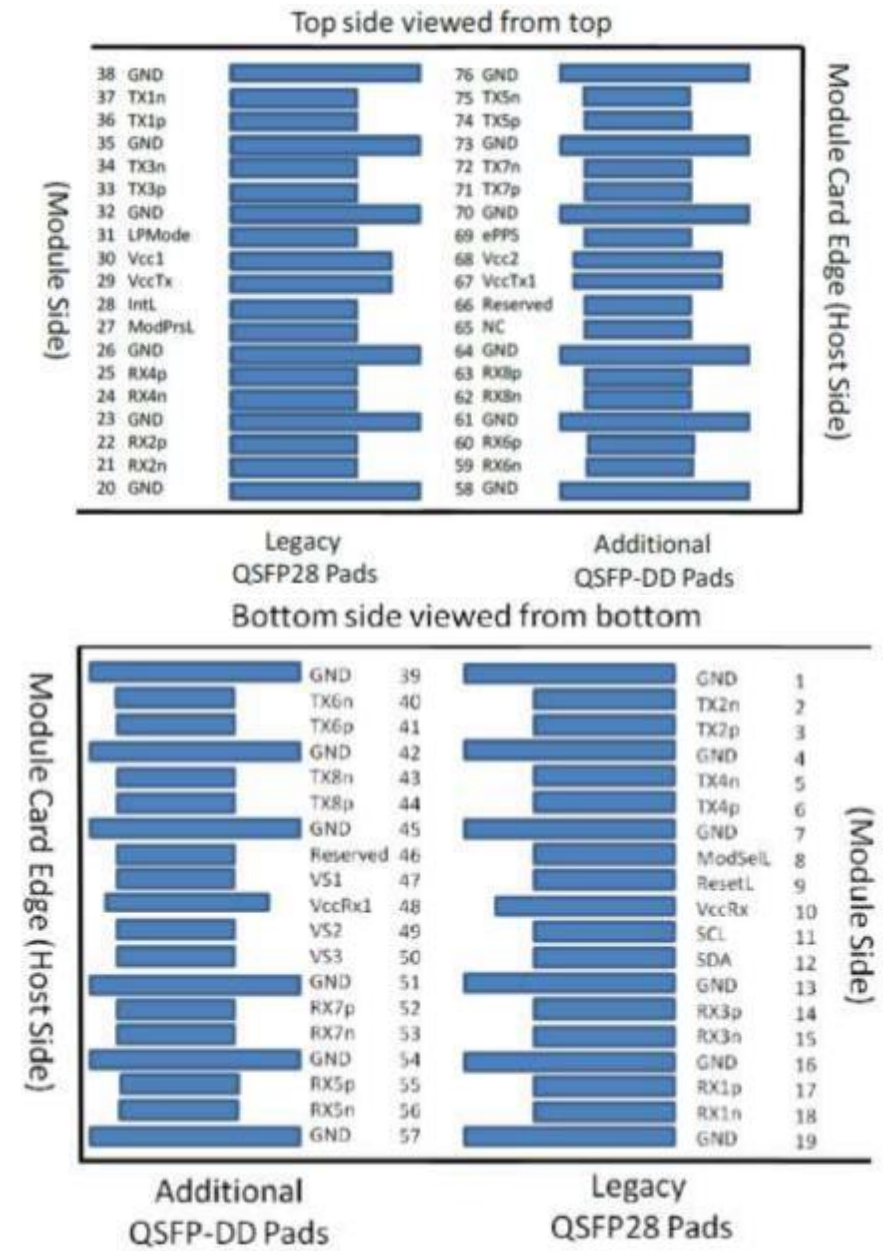 Top side viewed from top
38 GND 76 GND
37 TX1n 75 TX5n
36 TX1p 74 TX5p
35 GND 73 GND
34 TX3n 72 TX7n
33 TX3p 71 TX7p
32 GND 70 GND
31 LPMode 69 ePPS
30 Vcc1 68 Vcc2
29 VccTx 67 VccTx1
28 IntL 66 Reserved
27 ModPrsL 65 NC
26 GND 64 GND
25 RX4p 63 RX8p
24 RX4n 62 RX8n
23 GND 61 GND
22 RX2p 60 RX6p
21 RX2n 59 RX6n
20 GND 58 GND
(Module Side)
Module Card Edge (Host Side)
Legacy
QSFP28 Pads
Additional
QSFP-DD Pads
Bottom side viewed from bottom
GND 39 GND 1
TX6n 40 TX2n 2
TX6p 41 TX2p 3
GND 42 GND 4
TX8n 43 TX4n 5
TX8p 44 TX4p 6
GND 45 GND 7
Reserved 46 ModSelL 8
VS1 47 ResetL 9
VccRx1 48 VccRx 10
VS2 49 SCL 11
VS3 50 SDA 12
GND 51 GND 13
RX7p 52 RX3p 14
RX7n 53 RX3n 15
GND 54 GND 16
RX5p 55 RX1p 17
RX5n 56 RX1n 18
GND 57 GND 19
Module Card Edge (Host Side)
(Module Side)
Additional
QSFP-DD Pads
Legacy
QSFP28 Pads